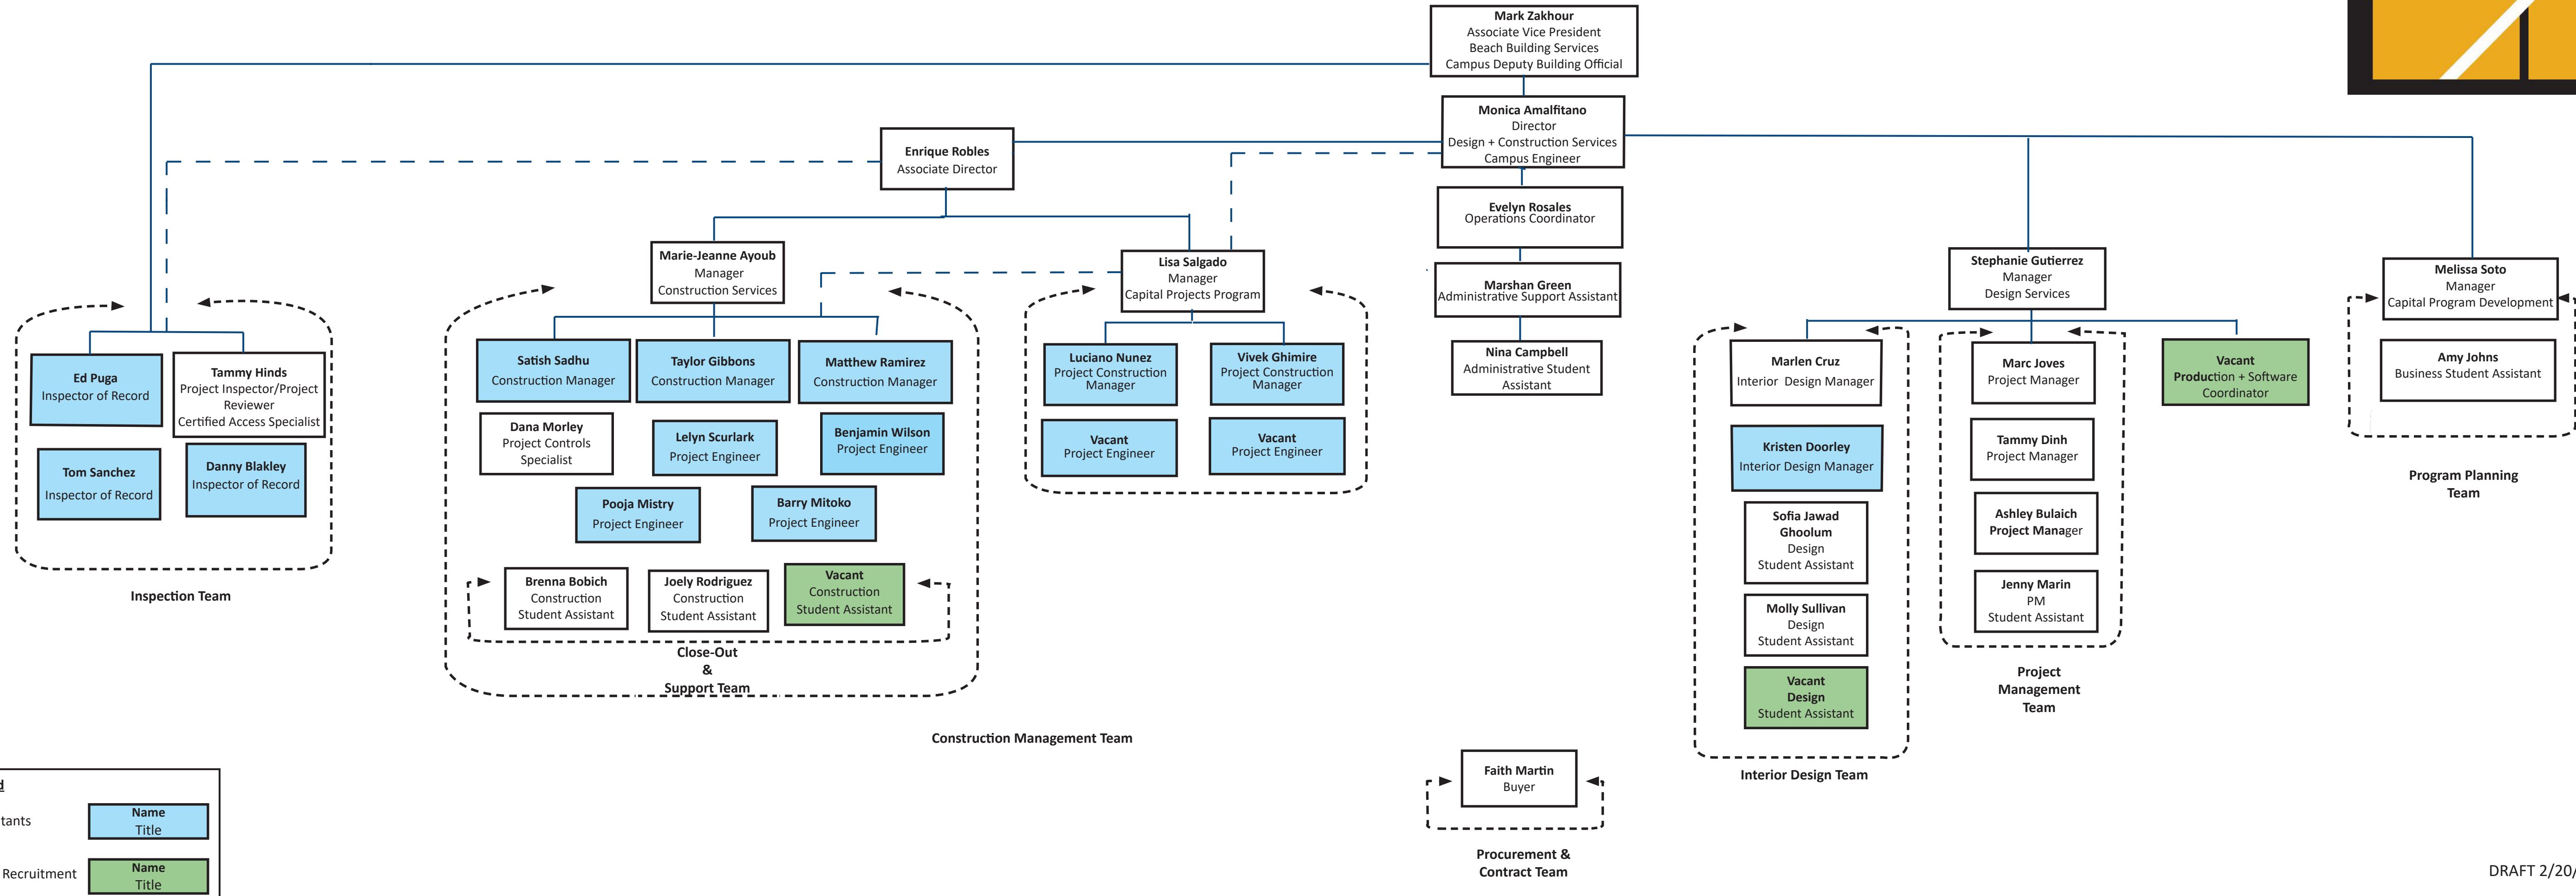 Mark Zakhour
Associate Vice President
Beach Building Services
Campus Deputy Building Official
Monica Amalfitano
Director
Design + Construction Services
Campus Engineer
Enrique Robles
Associate Director
Evelyn Rosales
Operations Coordinator
Marshan Green
Administrative Support Assistant
Nina Campbell
Administrative Student
Assistant
Marie-Jeanne Ayoub
Manager
Construction Services
Lisa Salgado
Manager
Capital Projects Program
Stephanie Gutierrez
Manager
Design Services
Melissa Soto
Manager
Capital Program Development
Amy Johns
Business Student Assistant
Program Planning
Team
Ed Puga
Inspector of Record
Tammy Hinds
Project Inspector/Project
Reviewer
Certified Access Specialist
Tom Sanchez
Inspector of Record
Danny Blakley
Inspector of Record
Inspection Team
Satish Sadhu
Construction Manager
Taylor Gibbons
Construction Manager
Matthew Ramirez
Construction Manager
Dana Morley
Project Controls
Specialist
Lelyn Scurlark
Project Engineer
Benjamin Wilson
Project Engineer
Pooja Mistry
Project Engineer
Barry Mitoko
Project Engineer
Brenna Bobich
Construction
Student Assistant
Joely Rodriguez
Construction
Student Assistant
Vacant
Construction
Student Assistant
Close-Out
&
Support Team
Luciano Nunez
Project Construction
Manager
Vivek Ghimire
Project Construction
Manager
Vacant
Project Engineer
Vacant
Project Engineer
Construction Management Team
Marlen Cruz
Interior Design Manager
Kristen Doorley
Interior Design Manager
Sofia Jawad
Ghoolum
Design
Student Assistant
Molly Sullivan
Design
Student Assistant
Vacant
Design
Student Assistant
Interior Design Team
Marc Joves
Project Manager
Tammy Dinh
Project Manager
Ashley Bulaich
Project Manager
Jenny Marin
PM
Student Assistant
Project
Management
Team
Vacant
Production + Software
Coordinator
Faith Martin
Buyer
Procurement &
Contract Team
d
tants
Name
Title
Recruitment
Name
Title
DRAFT 2/20/